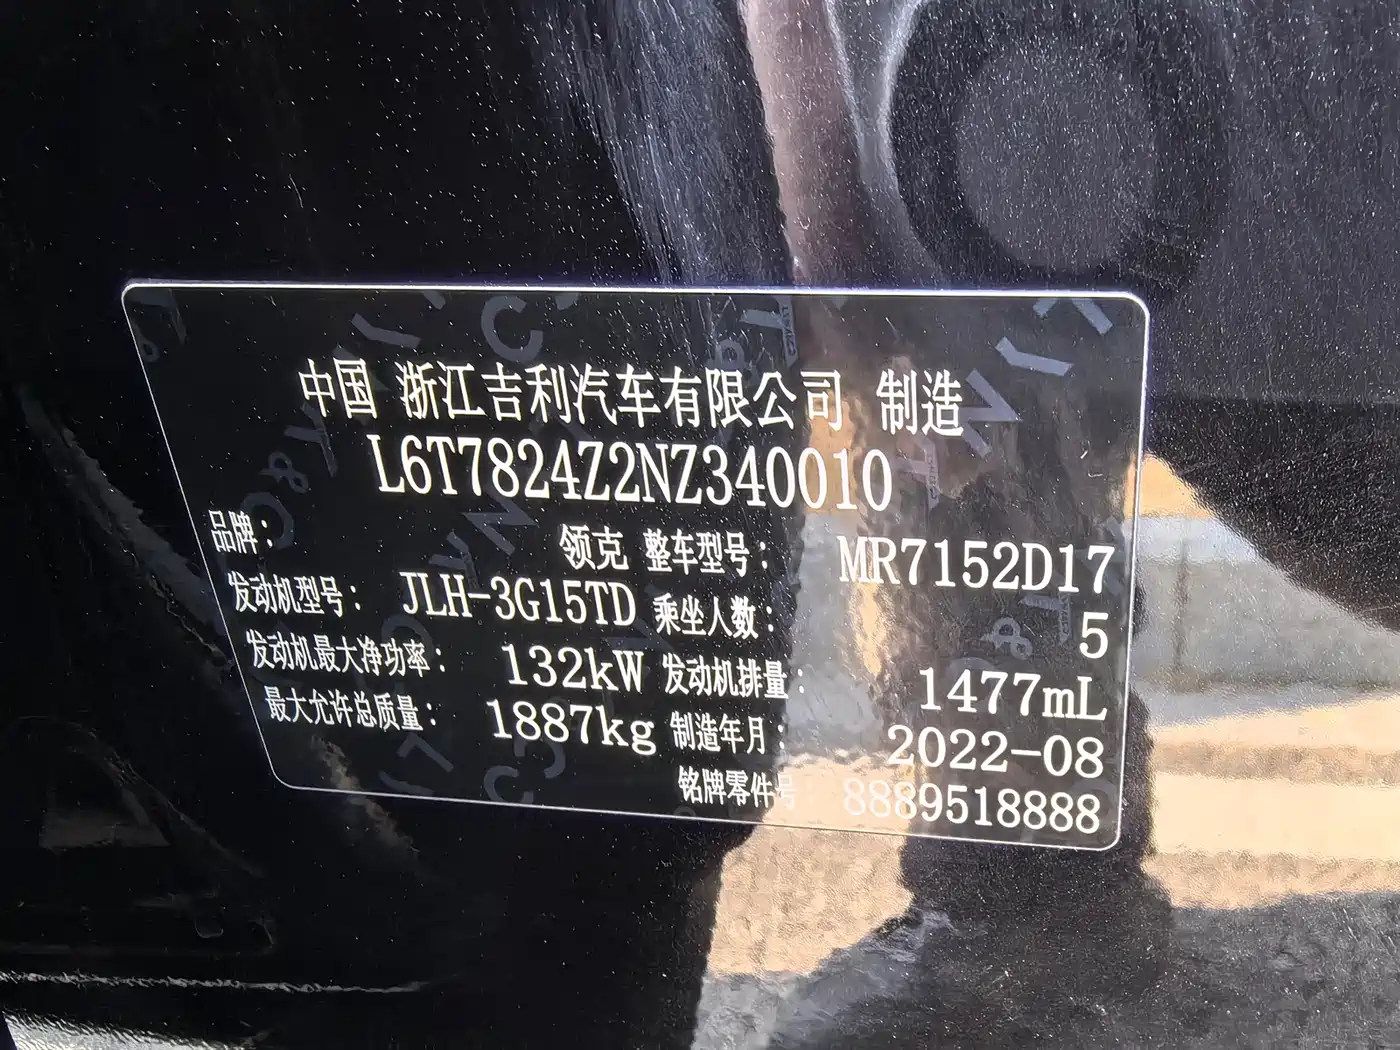 中国 浙江吉利汽车有限公司 制造
L6T7824Z2NZ340010
品牌： 领克 整车型号： MR7152D17
发动机型号： JLH-3G15TD 乘坐人数： 5
发动机最大净功率： 132kW 发动机排量： 1477mL
最大允许总质量： 1887kg 制造年月： 2022-08
铭牌零件号： 8889518888